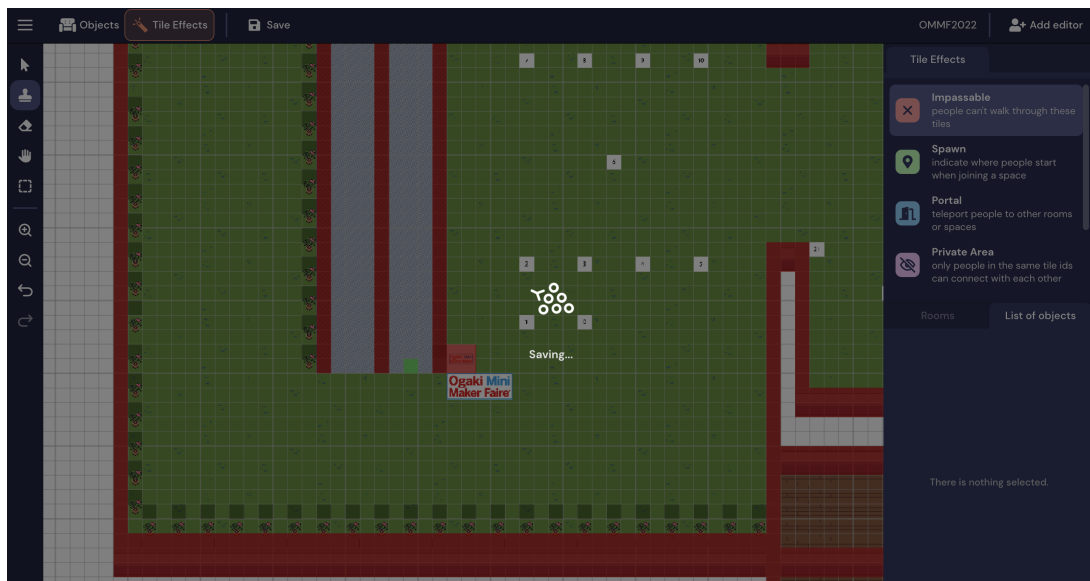 Objects
Tile Effects
Save
OMMF2022
Add editor
Tile Effects
Impassable
people can't walk through these
tiles
Spawn
indicate where people start
when joining a space
Portal
teleport people to other rooms
or spaces
Private Area
only people in the same tile ids
can connect with each other
Rooms
List of objects
There is nothing selected.
8
9
10
2
3
5
1
Saving...
Ogaki Mini
Maker Faire